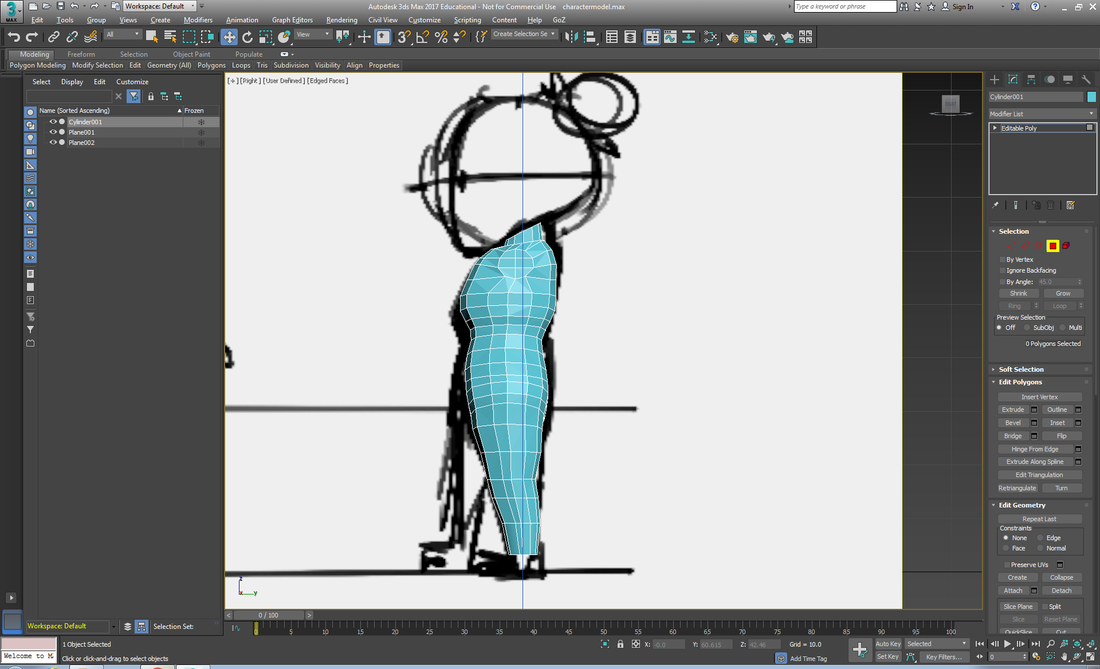 3
MAX
Workspace: Default
Autodesk 3ds Max 2017 Educational - Not for Commercial Use charactermodel.max
Type a keyword or phrase
Sign In
Tools Group Views Create Modifiers Animation Graph Editors Rendering Civil View Customize Scripting Content Help GoZ
All
View
Create Selection Se
Modeling Freeform Selection Object Paint Populate
Polygon Modeling Modify Selection Edit Geometry (All) Polygons Loops Tris Subdivision Visibility Align Properties
Select Display Edit Customize
Name (Sorted Ascending) Frozen
Cylinder001
Plane001
Plane002
[+] [Right] [User Defined] [Edged Faces]
z
y
Cylinder001
Modifier List
Editable Poly
Selection
By Vertex
Ignore Backfacing
By Angle: 45.0
Shrink Grow
Ring Loop
Preview Selection
Off SubObj Multi
0 Polygons Selected
Soft Selection
Edit Polygons
Insert Vertex
Extrude Outline
Bevel Inset
Bridge Flip
Hinge From Edge
Extrude Along Spline
Edit Triangulation
Retriangulate Turn
Edit Geometry
Repeat Last
Constraints
None Edge
Face Normal
Preserve UVs
Create Collapse
Attach Detach
Slice Plane Split
Slice Reset Plane
QuickSlice Cut
0 / 100
Workspace: Default
Selection Set:
5 10 15 20 25 30 35 40 45 50 55 60 65 70 75 80 85 90 95 100
1 Object Selected
X: -0.0 Y: 60.815 Z: 42.46
Grid = 10.0
Auto Key Selected
Welcome to M
Click or click-and-drag to select objects
Add Time Tag
Set Key Key Filters...
0